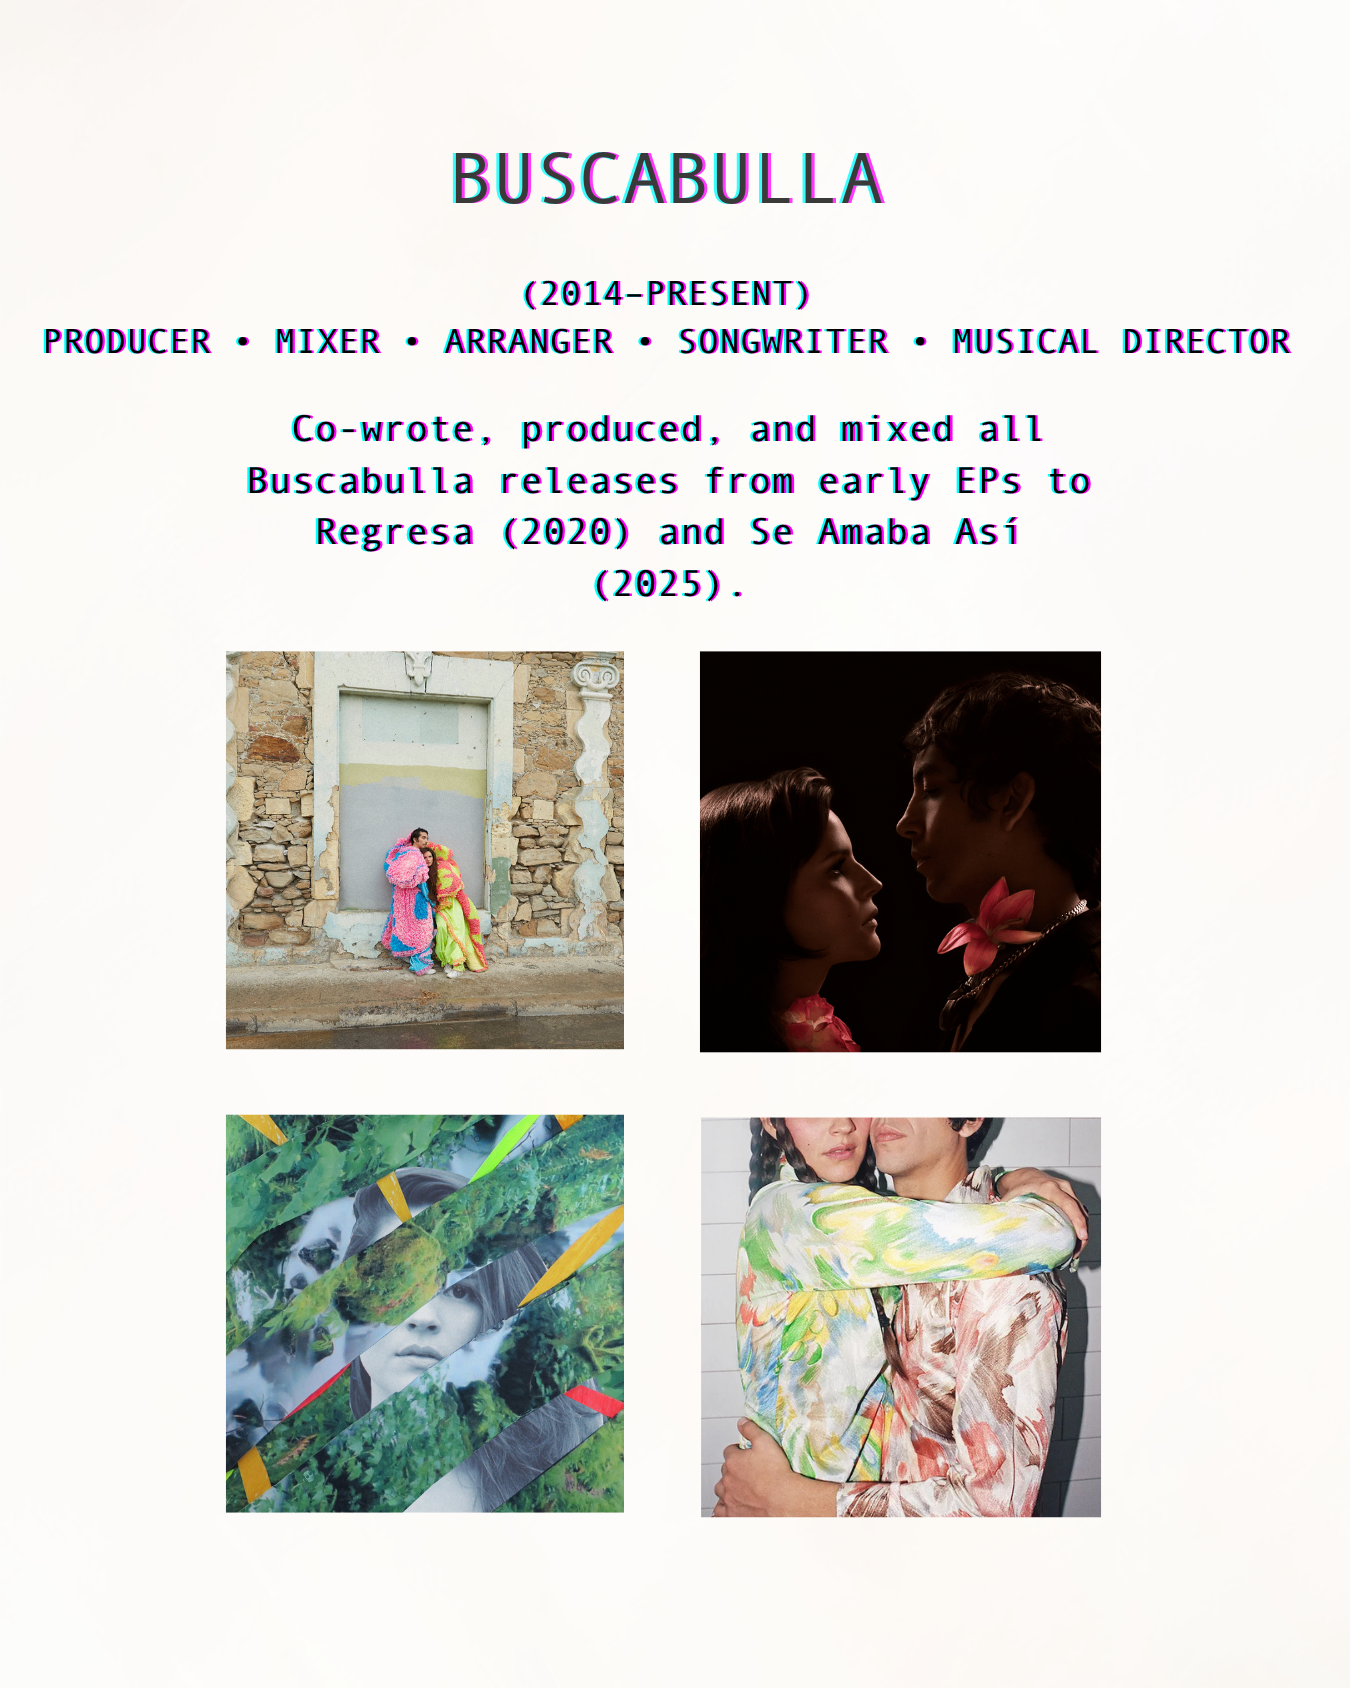 BUSCABULLA
(2014–PRESENT)
PRODUCER • MIXER • ARRANGER • SONGWRITER • MUSICAL DIRECTOR
Co-wrote, produced, and mixed all
Buscabulla releases from early EPs to
Regresa (2020) and Se Amaba Así
(2025).